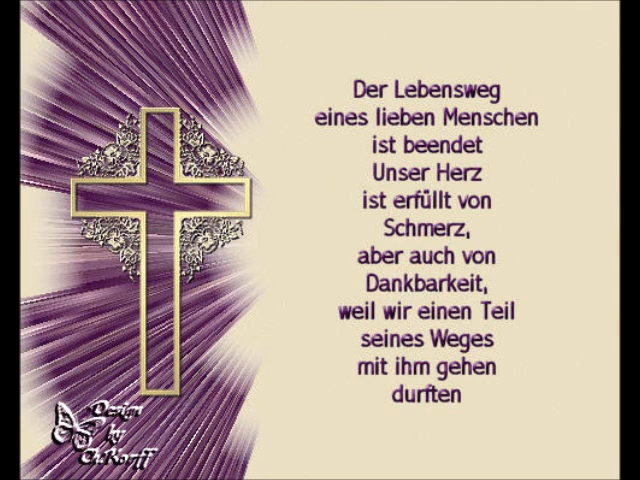 Der Lebensweg
eines lieben Menschen
ist beendet
Unser Herz
ist erfüllt von
Schmerz,
aber auch von
Dankbarkeit,
weil wir einen Teil
seines Weges
mit ihm gehen
durften
Design
by